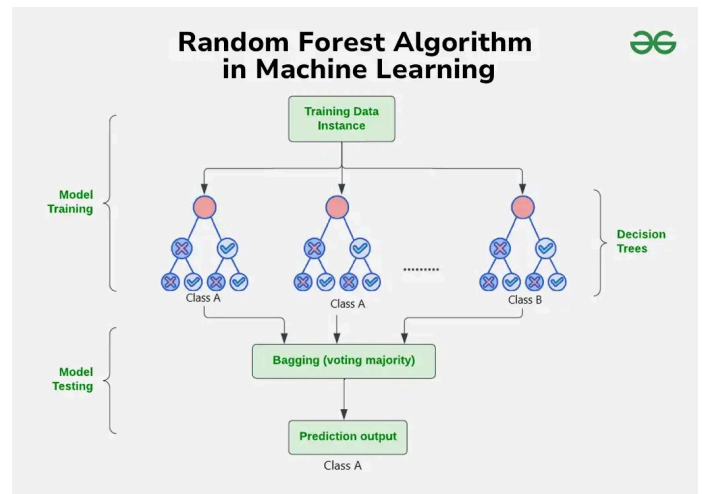 Random Forest Algorithm
in Machine Learning
Training Data
Instance
Model
Training
Decision
Trees
.........
Class A
Class A
Class B
Bagging (voting majority)
Model
Testing
Prediction output
Class A